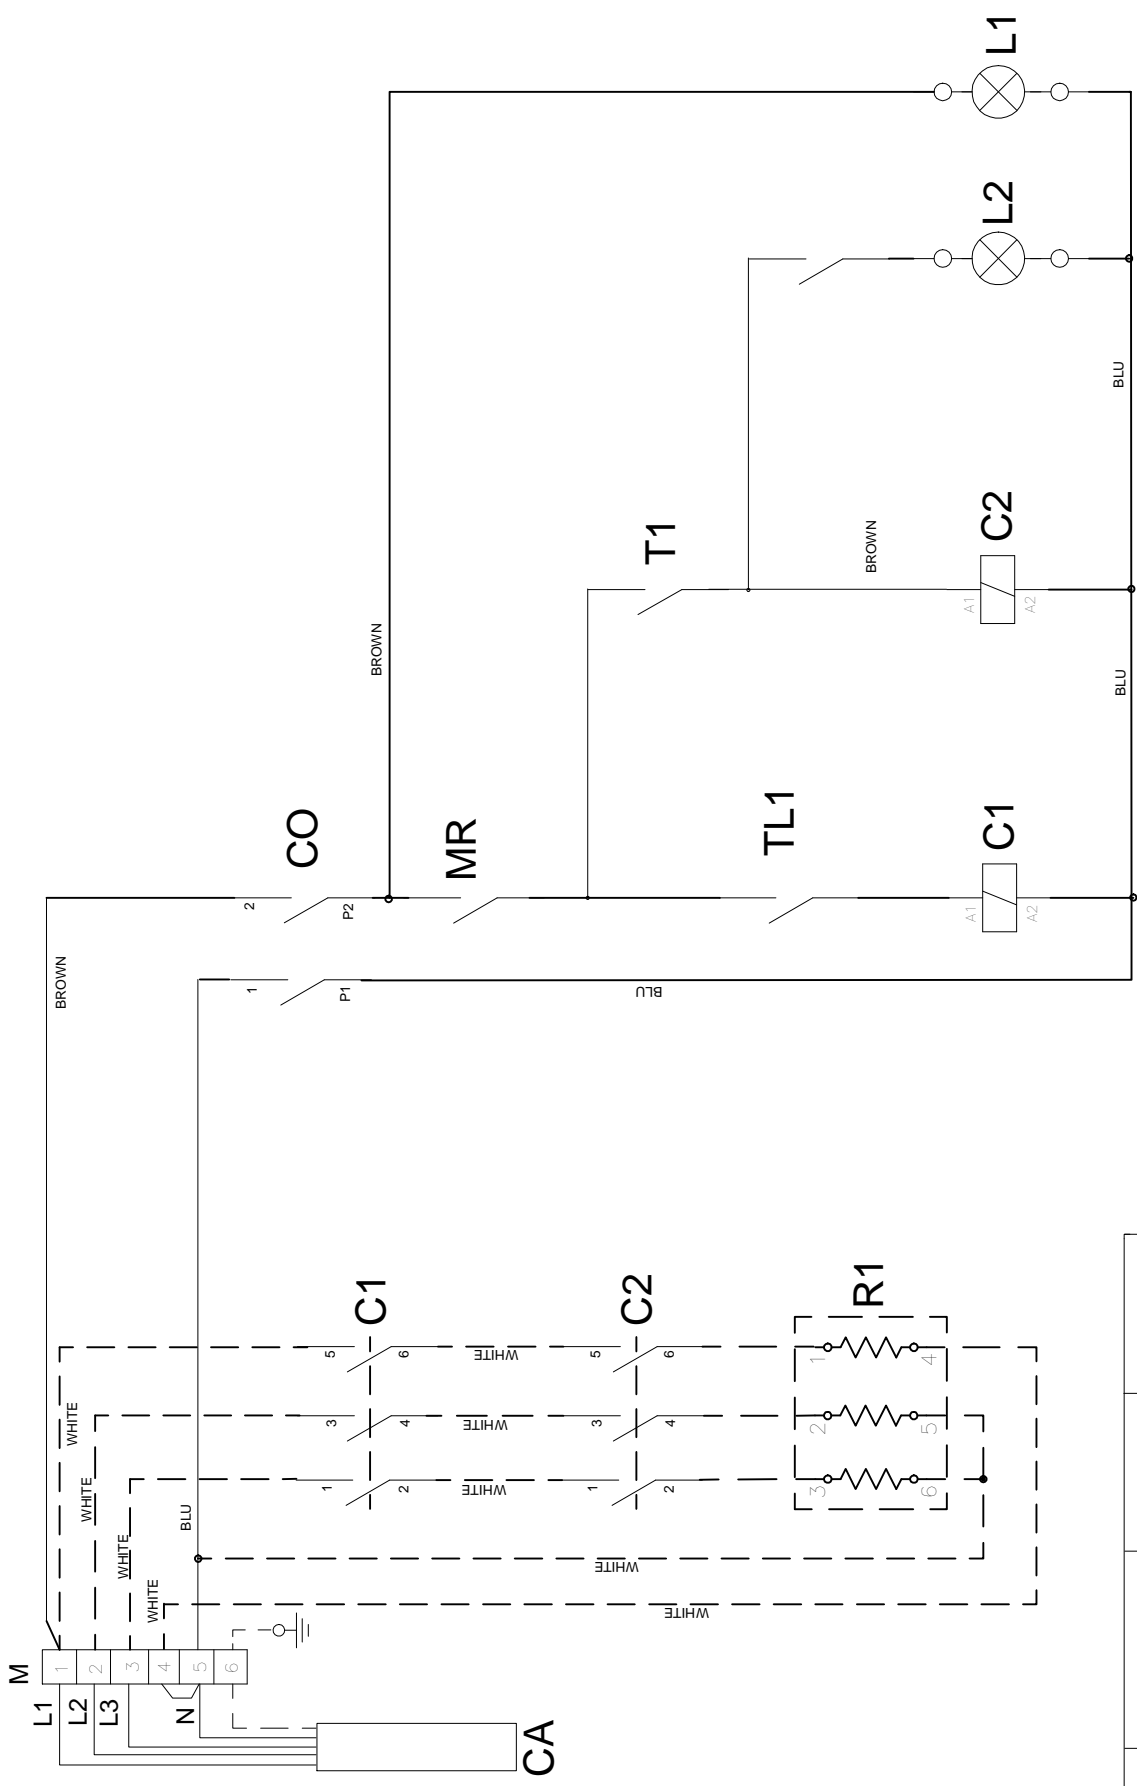 M
L1 1 BROWN
L2 2 WHITE
WHITE
L3 3 WHITE
4 WHITE
N 5 BLU
6
1 2
CO
1 3 5
P1 P2
C1 BROWN
2 4 6
MR
WHITE WHITE WHITE
CA
1 3 5
WHITE C2 BLU T1
2 4 6
WHITE
TL1
3 2 1
R1 BROWN
6 5 4
A1 A1
C1 C2 L2 L1
A2 A2
BLU BLU